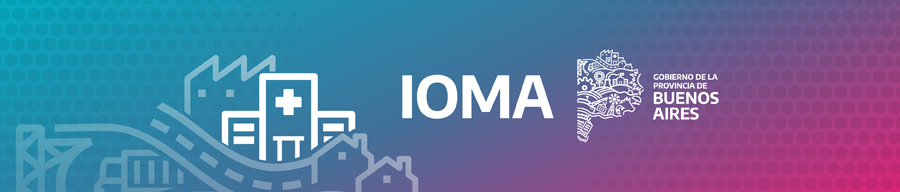 IOMA
GOBIERNO DE LA
PROVINCIA DE
BUENOS
AIRES